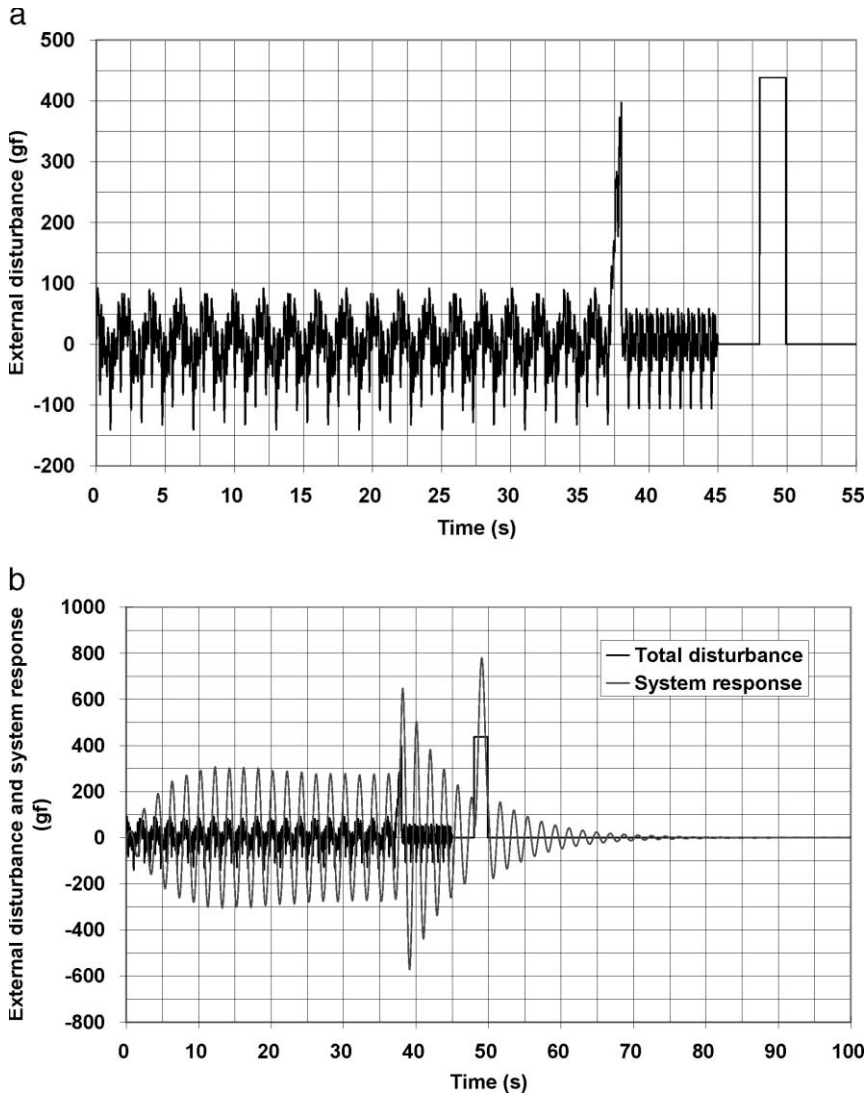 a
500
400
300
200
100
0
-100
-200
External disturbance (gf)
0 5 10 15 20 25 30 35 40 45 50 55
Time (s)
b
1000
800
600
400
200
0
-200
-400
-600
-800
External disturbance and system response
(gf)
Total disturbance
System response
0 10 20 30 40 50 60 70 80 90 100
Time (s)